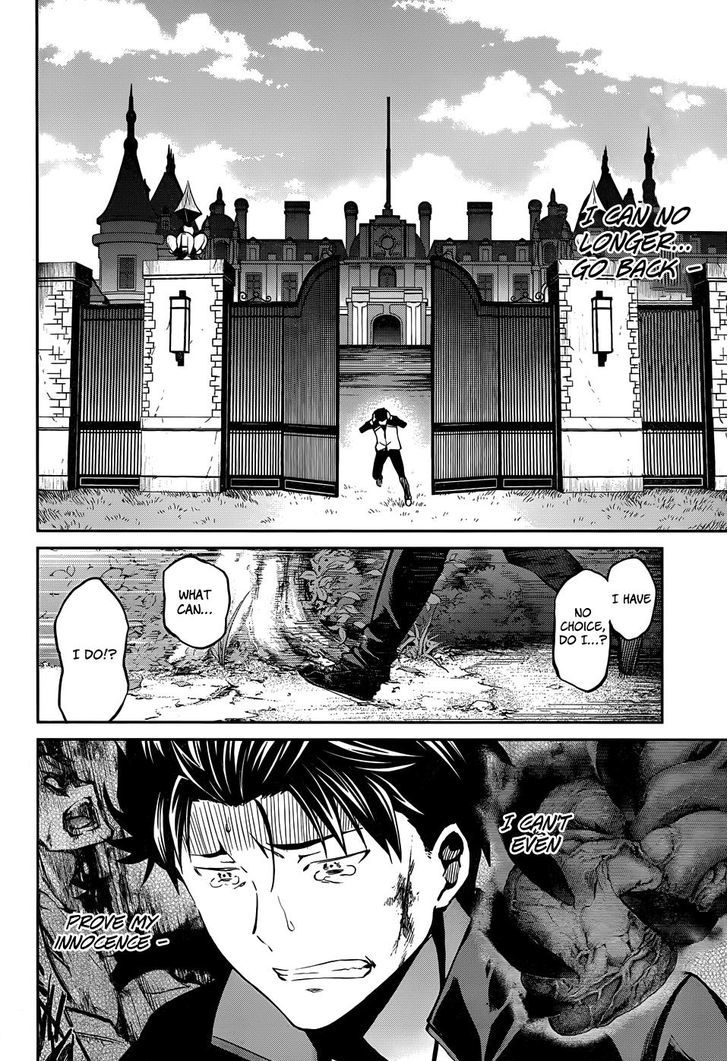 I CAN NO
LONGER...
GO BACK -
I HAVE
NO
CHOICE,
DO I...?
WHAT
CAN...
I DO!?
I CAN'T
EVEN
PROVE MY
INNOCENCE -